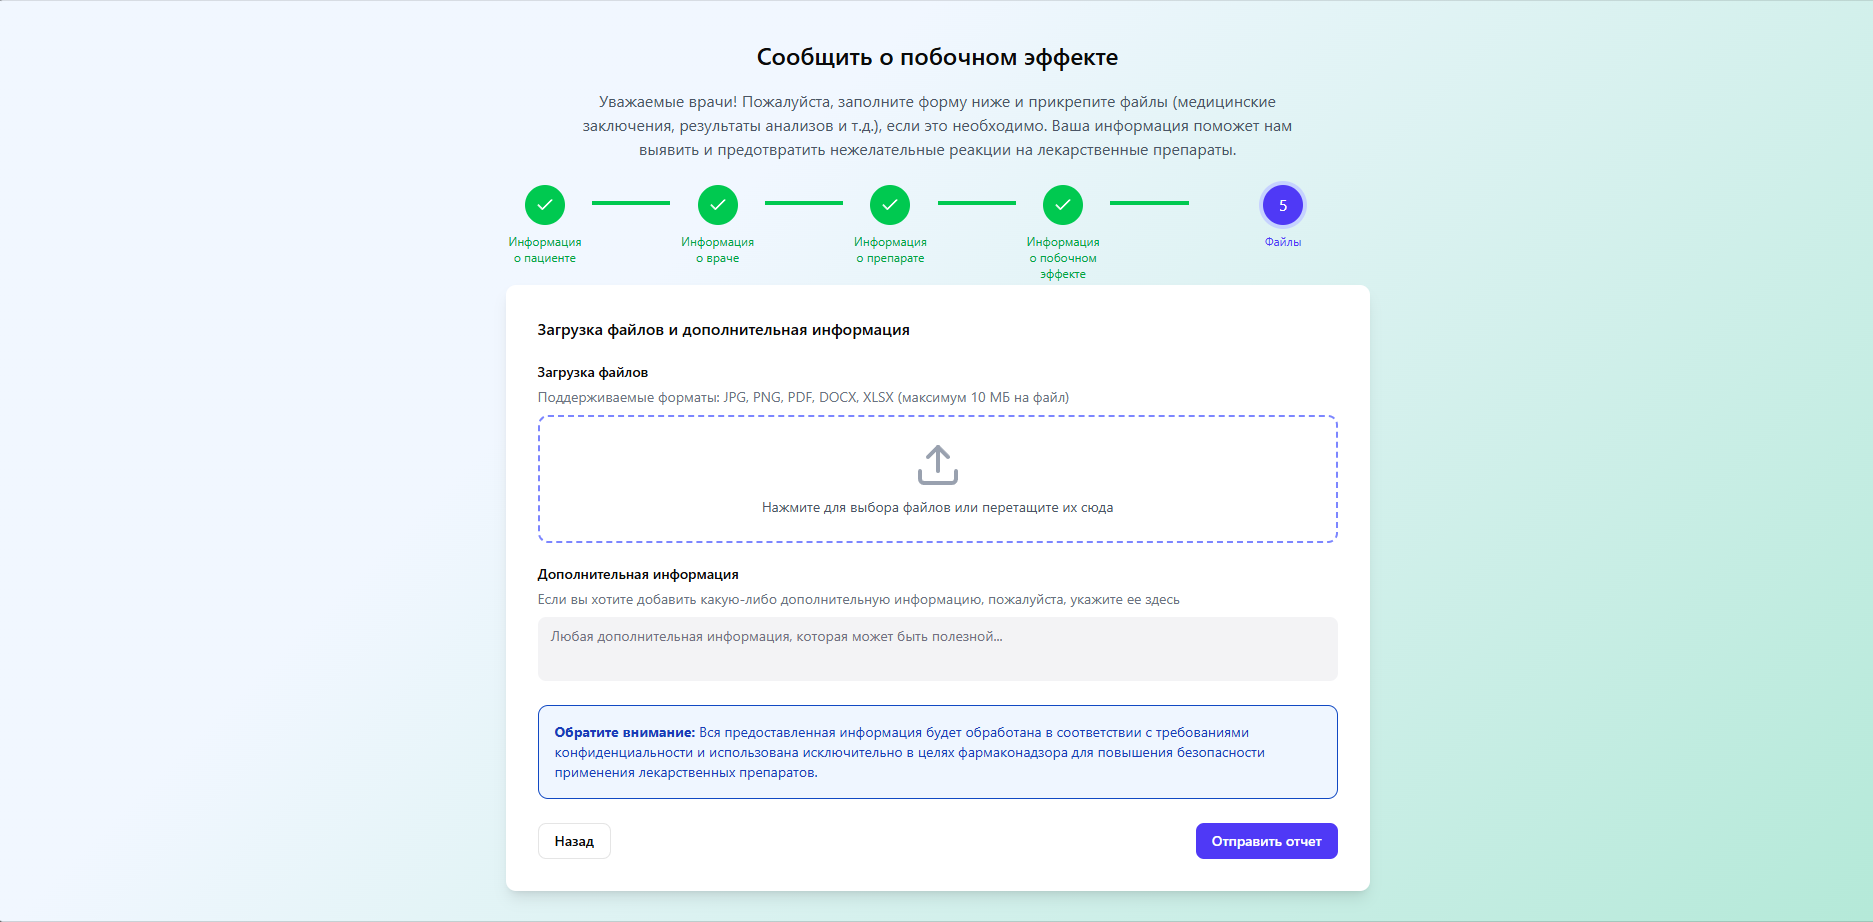 Сообщить о побочном эффекте
Уважаемые врачи! Пожалуйста, заполните форму ниже и прикрепите файлы (медицинские
заключения, результаты анализов и т.д.), если это необходимо. Ваша информация поможет нам
выявить и предотвратить нежелательные реакции на лекарственные препараты.
Информация
о пациенте
Информация
о враче
Информация
о препарате
Информация
о побочном
эффекте
5
Файлы
Загрузка файлов и дополнительная информация
Загрузка файлов
Поддерживаемые форматы: JPG, PNG, PDF, DOCX, XLSX (максимум 10 МБ на файл)
Нажмите для выбора файлов или перетащите их сюда
Дополнительная информация
Если вы хотите добавить какую-либо дополнительную информацию, пожалуйста, укажите ее здесь
Любая дополнительная информация, которая может быть полезной...
Обратите внимание: Вся предоставленная информация будет обработана в соответствии с требованиями
конфиденциальности и использована исключительно в целях фармаконадзора для повышения безопасности
применения лекарственных препаратов.
Назад
Отправить отчет